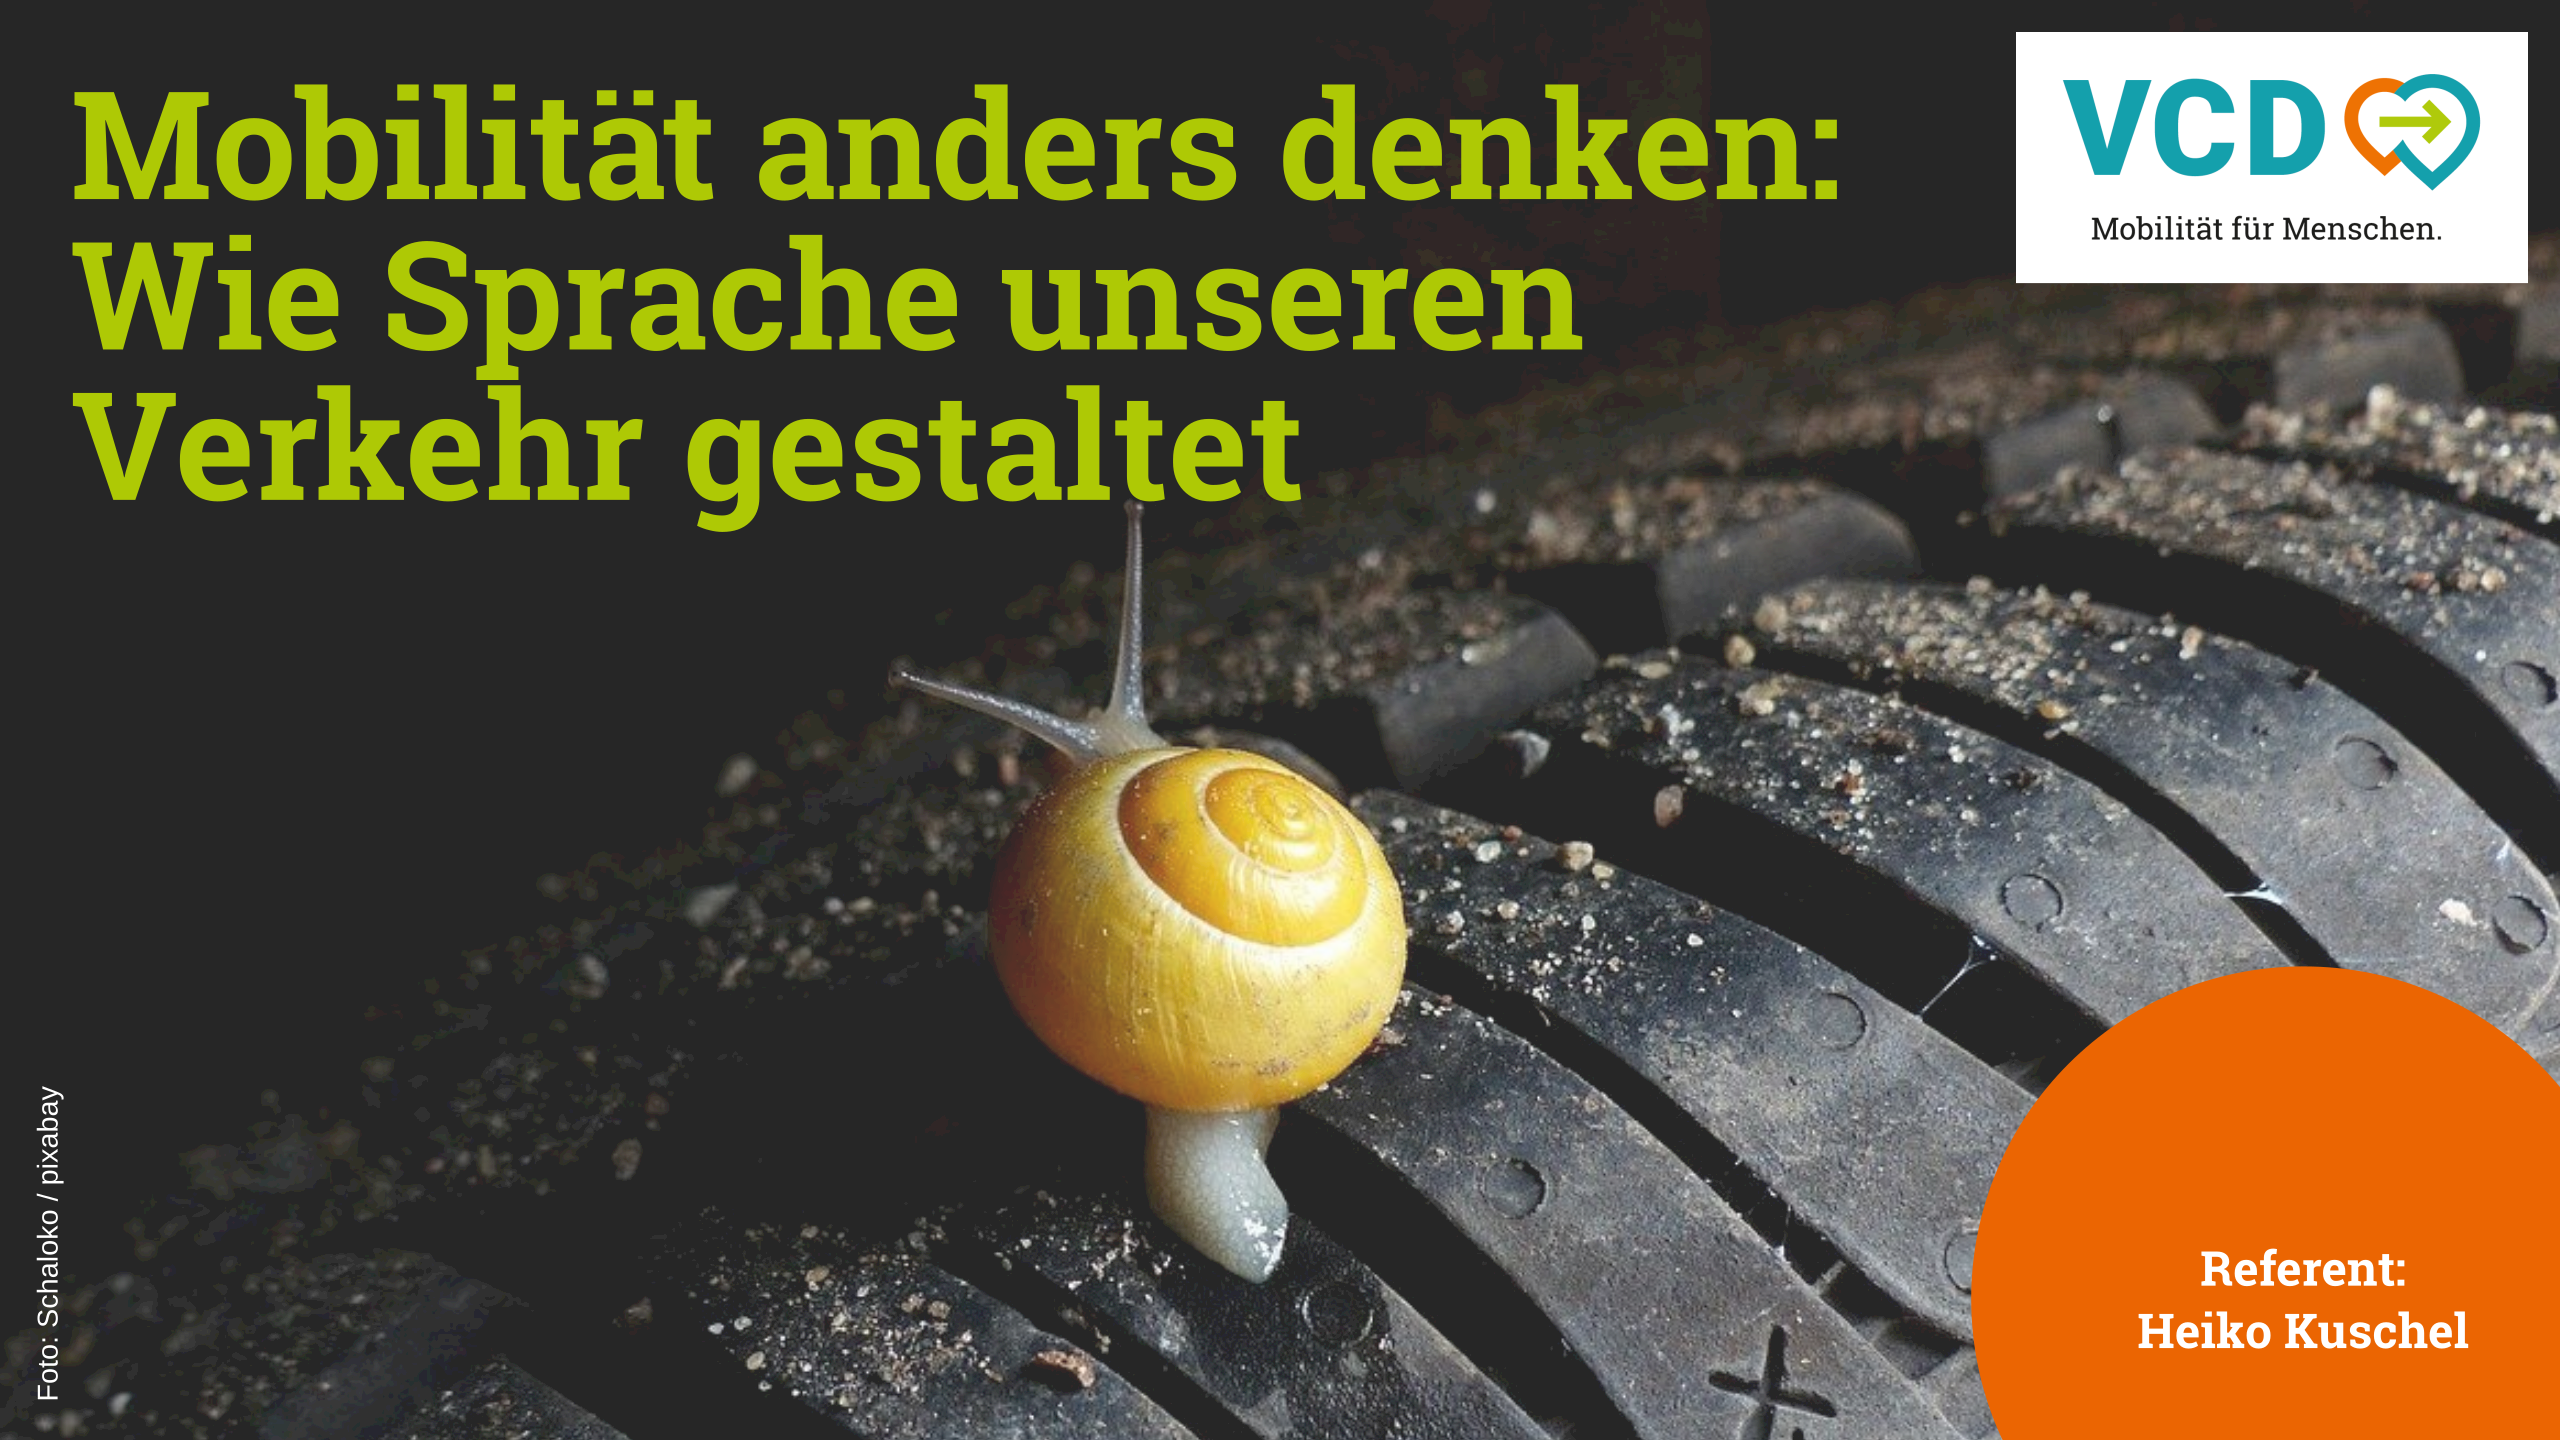 Mobilität anders denken:
Wie Sprache unseren
Verkehr gestaltet
VCD
Mobilität für Menschen.
Foto: Schaloko / pixabay
Referent:
Heiko Kuschel